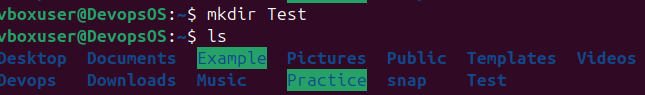 vboxuser@DevopsOS:~$ mkdir Test
vboxuser@DevopsOS:~$ ls
Desktop Documents Example Pictures Public Templates Videos
Devops Downloads Music Practice snap Test